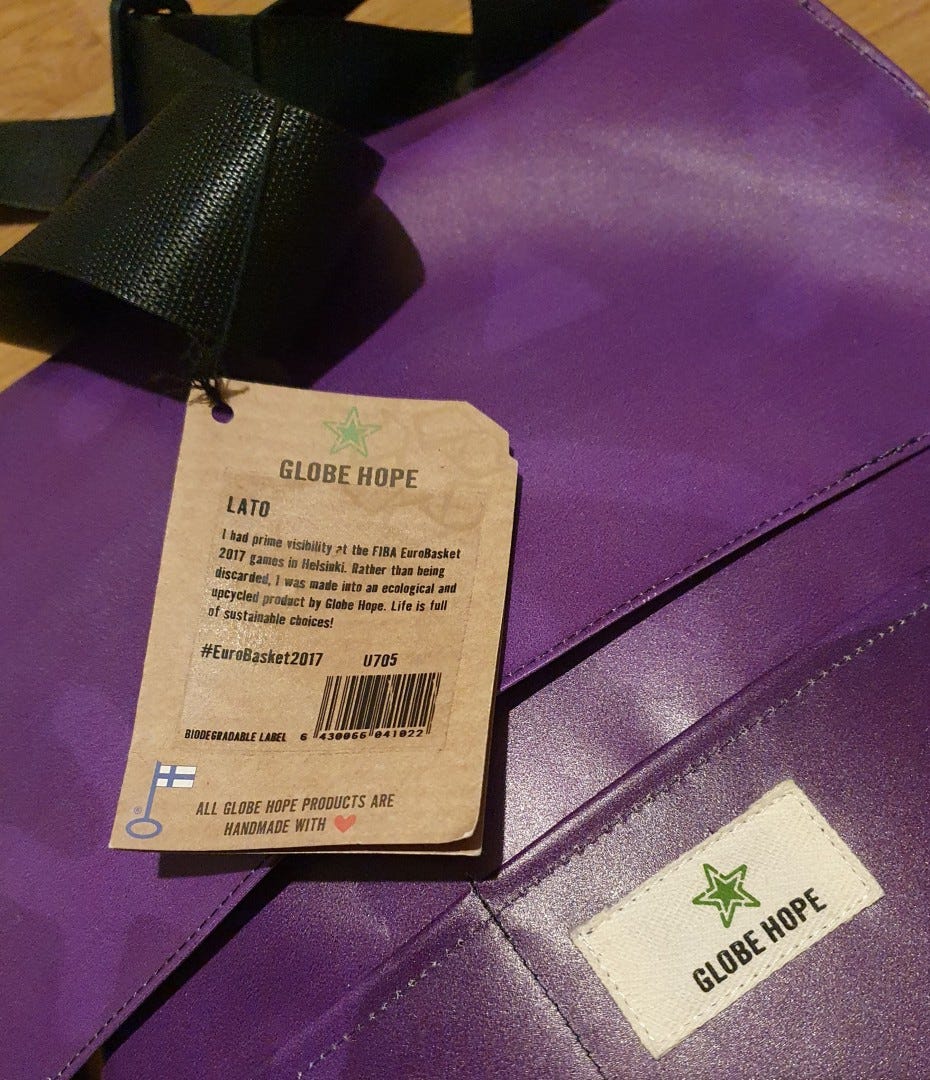 GLOBE HOPE
LATO
I had prime visibility at the FIBA EuroBasket
2017 games in Helsinki. Rather than being
discarded, I was made into an ecological and
upcycled product by Globe Hope. Life is full
of sustainable choices!
#EuroBasket2017 U705
BIODEGRADABLE LABEL 6 430066 041022
®
ALL GLOBE HOPE PRODUCTS ARE
HANDMADE WITH ❤
GLOBE HOPE